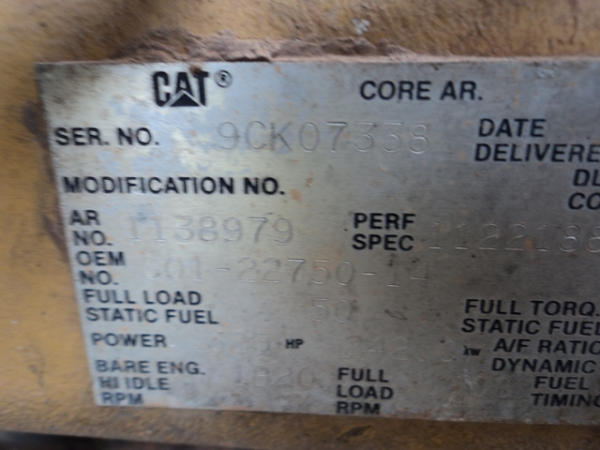 CAT® CORE AR.
SER. NO. 9CK07338 DATE
DELIVERE
MODIFICATION NO.
AR
NO. 1138979 PERF
SPEC
OEM
NO.
FULL LOAD
STATIC FUEL 50 FULL TORQ.
STATIC FUEL
POWER HP KW A/F RATIO
BARE ENG.
HI IDLE 1820
RPM FULL
LOAD
RPM DYNAMIC
FUEL
TIMING